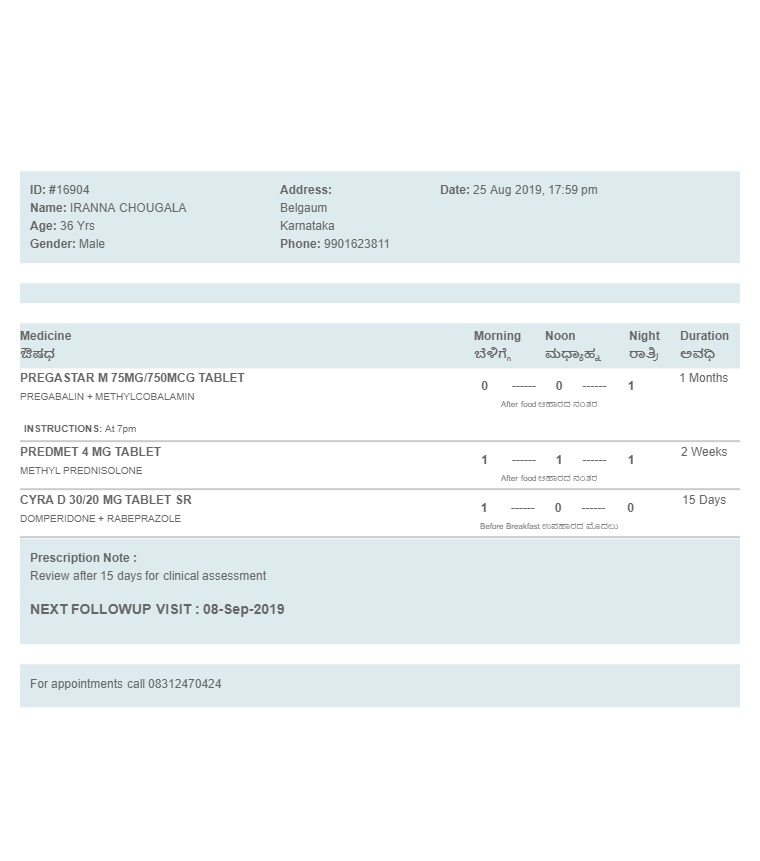 ID: #16904 Address: Date: 25 Aug 2019, 17:59 pm
Name: IRANNA CHOUGALA Belgaum
Age: 36 Yrs Karnataka
Gender: Male Phone: 9901623811
Medicine Morning Noon Night Duration
ಔಷಧ ಬೆಳಿಗ್ಗೆ ಮಧ್ಯಾಹ್ನ ರಾತ್ರಿ ಅವಧಿ
PREGASTAR M 75MG/750MCG TABLET 0 ------ 0 ------ 1 1 Months
PREGABALIN + METHYLCOBALAMIN After food ಆಹಾರದ ನಂತರ
INSTRUCTIONS: At 7pm
PREDMET 4 MG TABLET 1 ------ 1 ------ 1 2 Weeks
METHYL PREDNISOLONE After food ಆಹಾರದ ನಂತರ
CYRA D 30/20 MG TABLET SR 1 ------ 0 ------ 0 15 Days
DOMPERIDONE + RABEPRAZOLE Before Breakfast ಉಪಹಾರದ ಮೊದಲು
Prescription Note :
Review after 15 days for clinical assessment
NEXT FOLLOWUP VISIT : 08-Sep-2019
For appointments call 08312470424